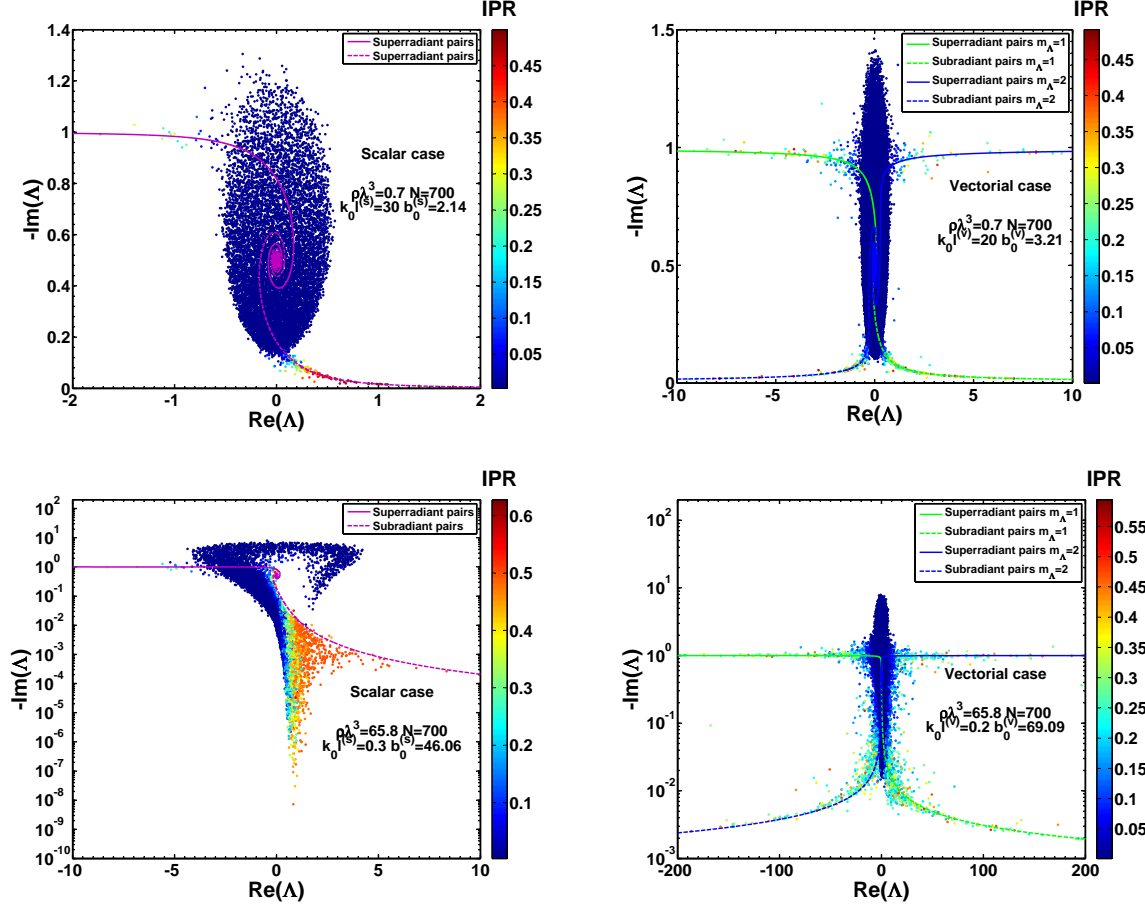 IPR
1.4
1.2
1
0.8
0.6
0.4
0.2
0
-2
-1
0
1
2
-Im(Λ)
Re(Λ)
Superradiant pairs
Superradiant pairs
Scalar case
ρλ³=0.7 N=700
k₀l⁽ˢ⁾=30 b₀⁽ˢ⁾=2.14
0.45
0.4
0.35
0.3
0.25
0.2
0.15
0.1
0.05
IPR
1.5
1
0.5
0
-10
-5
0
5
10
-Im(Λ)
Re(Λ)
Superradiant pairs m_Λ=1
Subradiant pairs m_Λ=1
Superradiant pairs m_Λ=2
Subradiant pairs m_Λ=2
Vectorial case
ρλ³=0.7 N=700
k₀l⁽ᵛ⁾=20 b₀⁽ᵛ⁾=3.21
0.45
0.4
0.35
0.3
0.25
0.2
0.15
0.1
0.05
IPR
10²
10¹
10⁰
10⁻¹
10⁻²
10⁻³
10⁻⁴
10⁻⁵
10⁻⁶
10⁻⁷
10⁻⁸
10⁻⁹
10⁻¹⁰
-10
-5
0
5
10
-Im(Λ)
Re(Λ)
Superradiant pairs
Subradiant pairs
Scalar case
ρλ³=65.8 N=700
k₀l⁽ˢ⁾=0.3 b₀⁽ˢ⁾=46.06
0.6
0.5
0.4
0.3
0.2
0.1
IPR
10²
10¹
10⁰
10⁻¹
10⁻²
10⁻³
-200
-100
0
100
200
-Im(Λ)
Re(Λ)
Superradiant pairs m_Λ=1
Subradiant pairs m_Λ=1
Superradiant pairs m_Λ=2
Subradiant pairs m_Λ=2
Vectorial case
ρλ³=65.8 N=700
k₀l⁽ᵛ⁾=0.2 b₀⁽ᵛ⁾=69.09
0.55
0.5
0.45
0.4
0.35
0.3
0.25
0.2
0.15
0.1
0.05